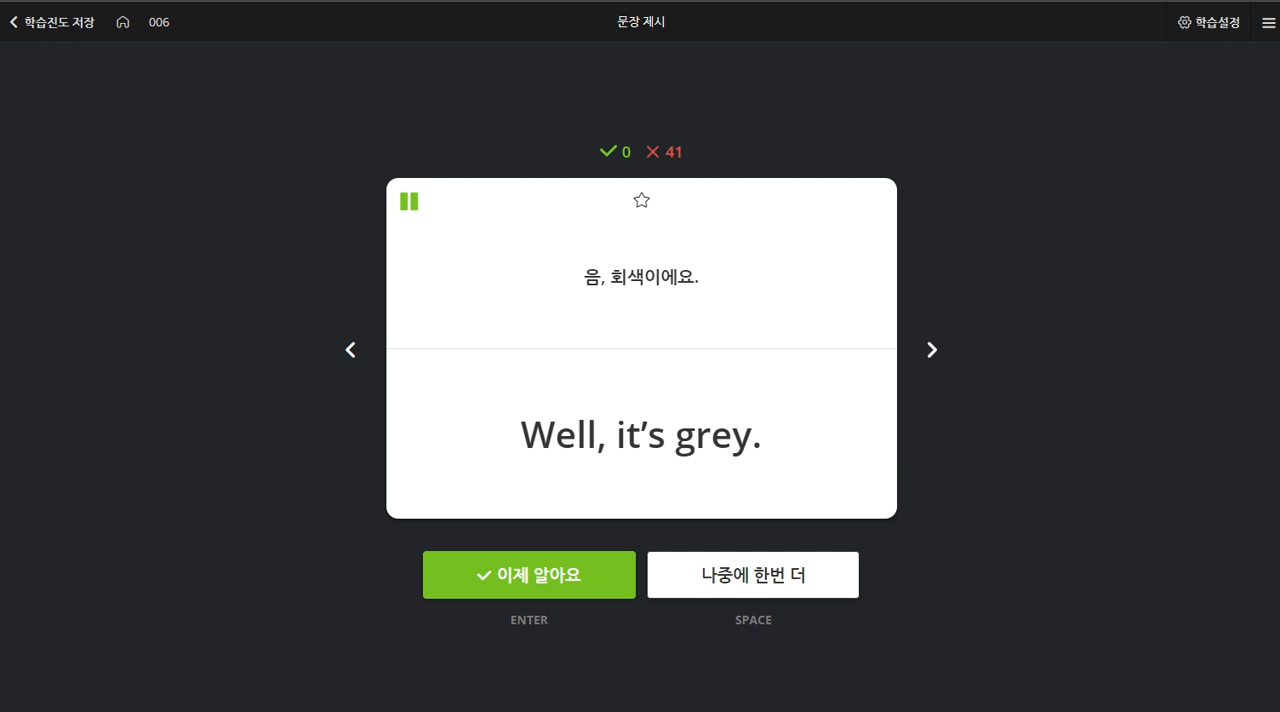 학습진도 저장
006
문장 제시
학습설정
0
41
음, 회색이에요.
Well, it’s grey.
이제 알아요
나중에 한번 더
ENTER
SPACE